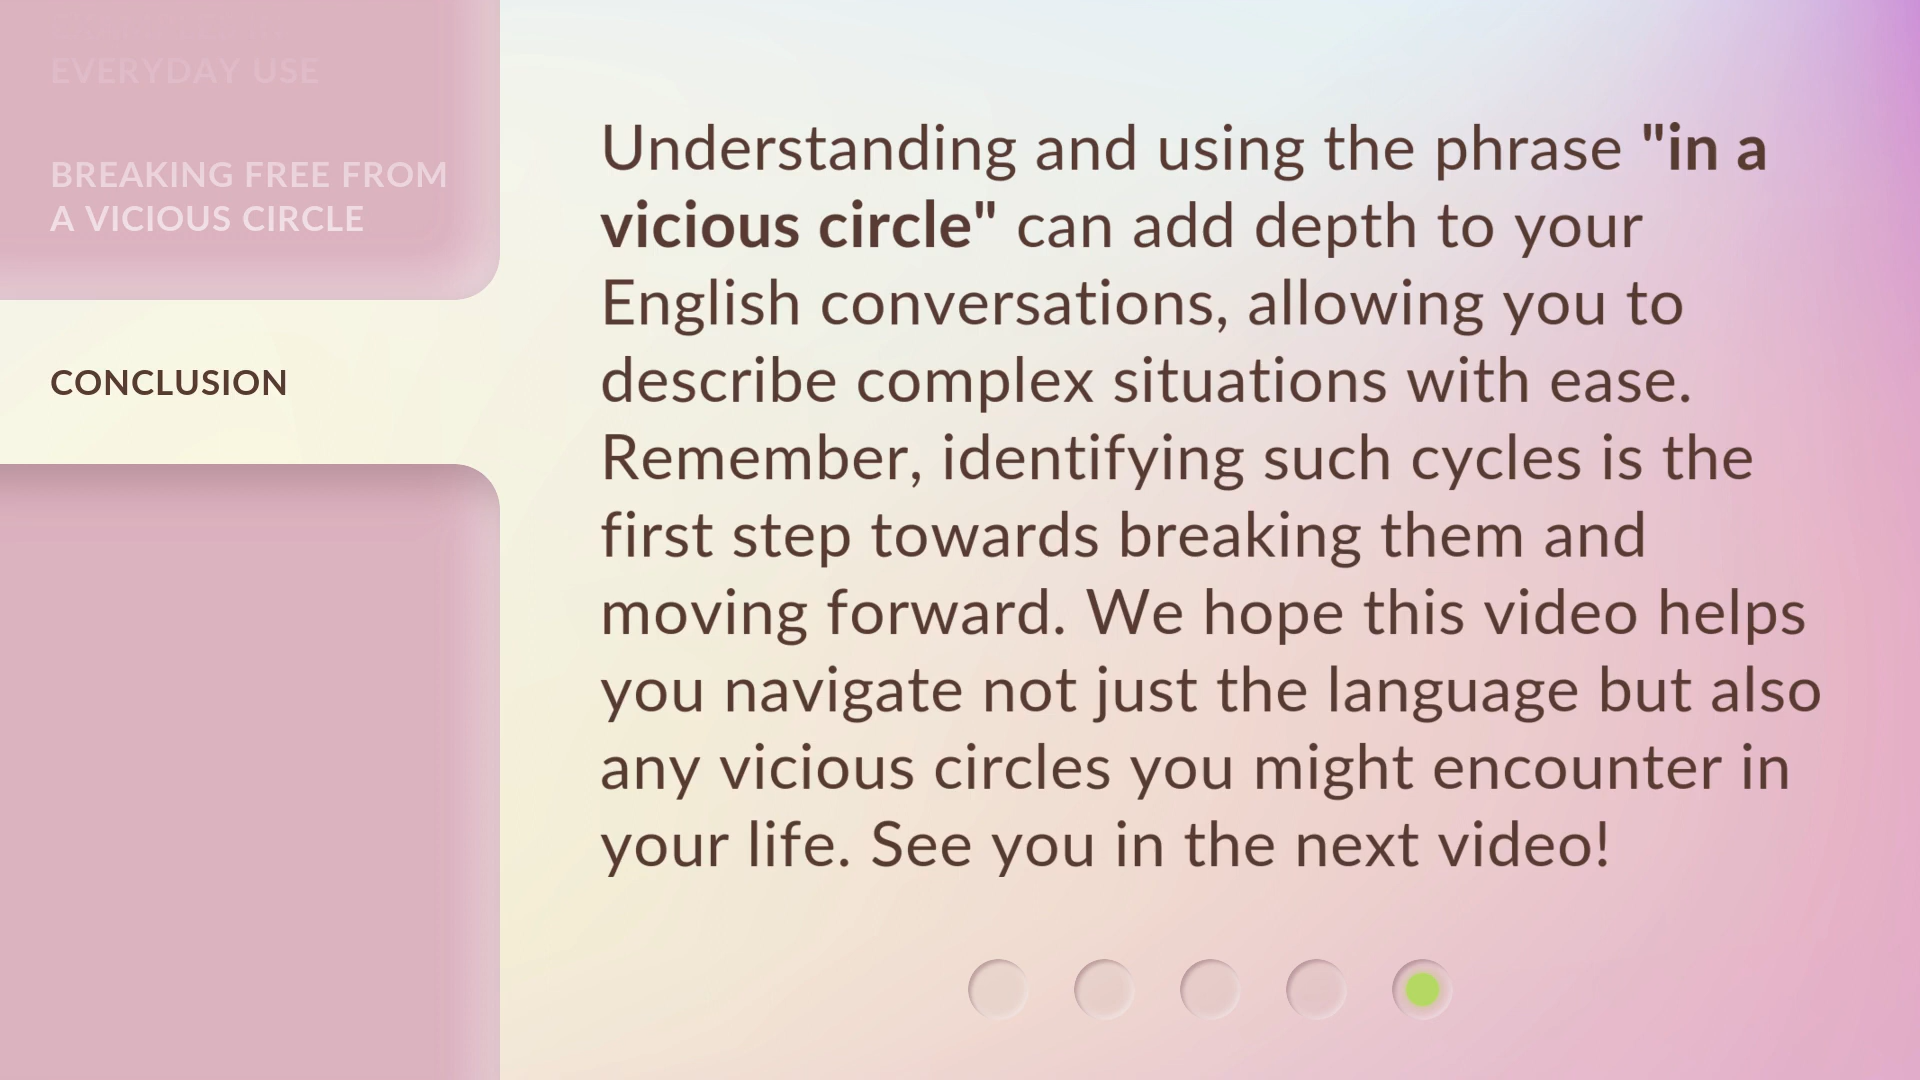 EVERYDAY USE
BREAKING FREE FROM
A VICIOUS CIRCLE
CONCLUSION
Understanding and using the phrase "in a
vicious circle" can add depth to your
English conversations, allowing you to
describe complex situations with ease.
Remember, identifying such cycles is the
first step towards breaking them and
moving forward. We hope this video helps
you navigate not just the language but also
any vicious circles you might encounter in
your life. See you in the next video!